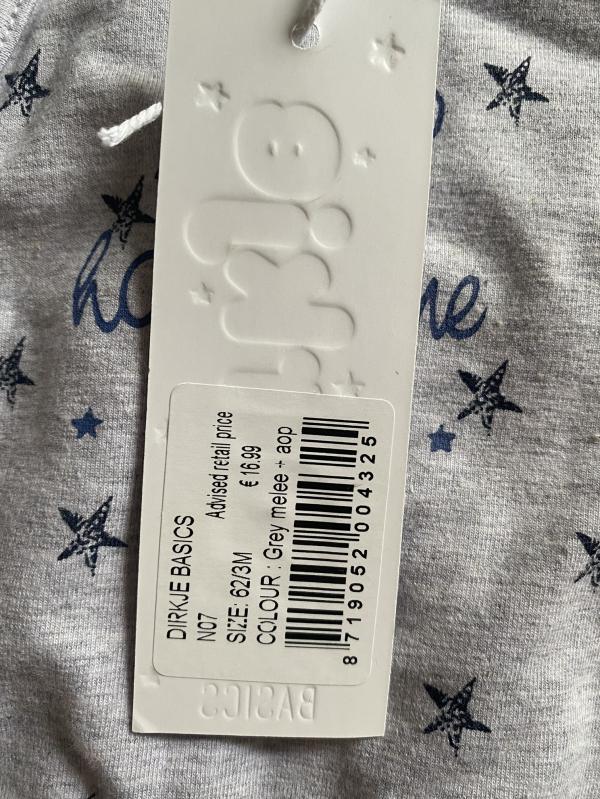 DIRKJE BASICS
N07 Advised retail price
SIZE: 62/3M € 16.99
COLOUR : Grey melee + aop
8 719052 004325
BASICS